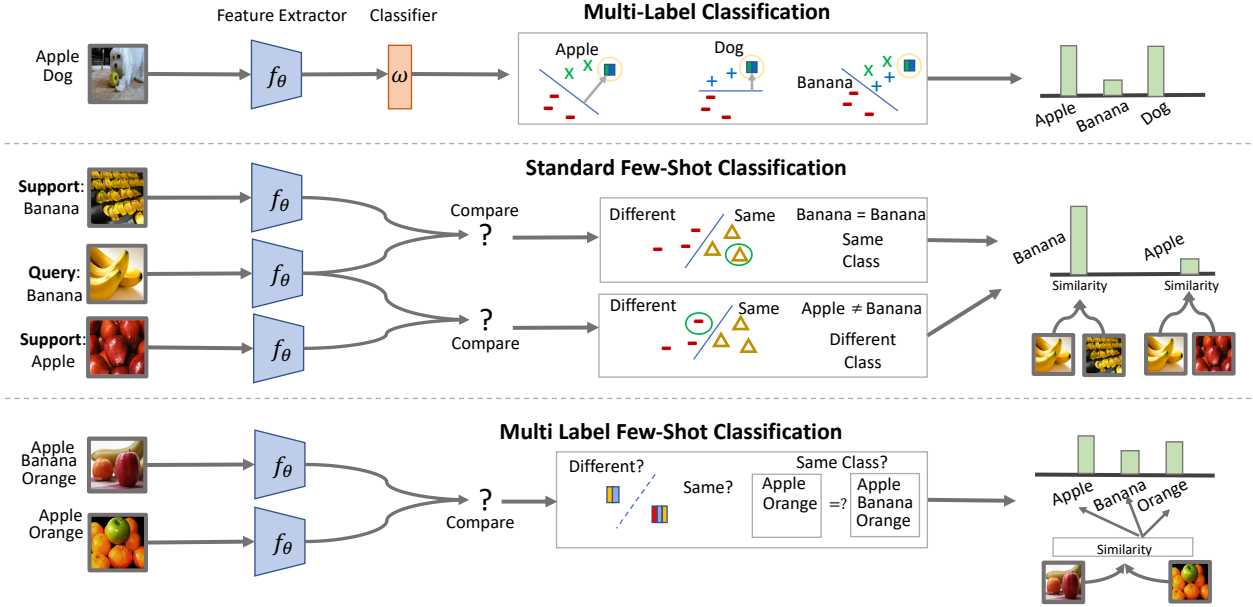 Multi-Label Classification
Feature Extractor
Classifier
Apple
Dog
fθ
ω
Apple
X X
Dog
+ +
Banana
X X
+ +
Apple
Banana
Dog
Standard Few-Shot Classification
Support:
Banana
fθ
Query:
Banana
fθ
Support:
Apple
fθ
Compare
?
?
Compare
Different
Same
Banana = Banana
Same
Class
Different
Same
Apple ≠ Banana
Different
Class
Banana
Apple
Similarity
Similarity
Multi Label Few-Shot Classification
Apple
Banana
Orange
fθ
Apple
Orange
fθ
?
Compare
Different?
Same?
Same Class?
Apple
Orange
=?
Apple
Banana
Orange
Apple
Banana
Orange
Similarity